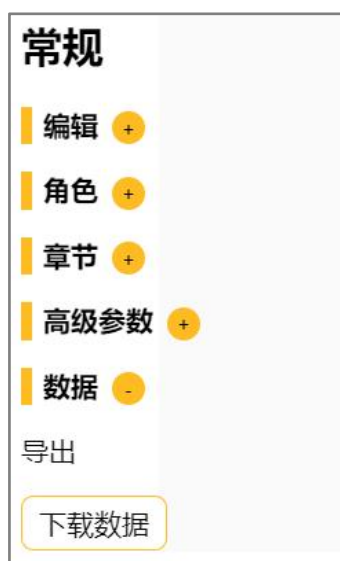 常规
编辑 +
角色 +
章节 +
高级参数 +
数据 -
导出
下载数据